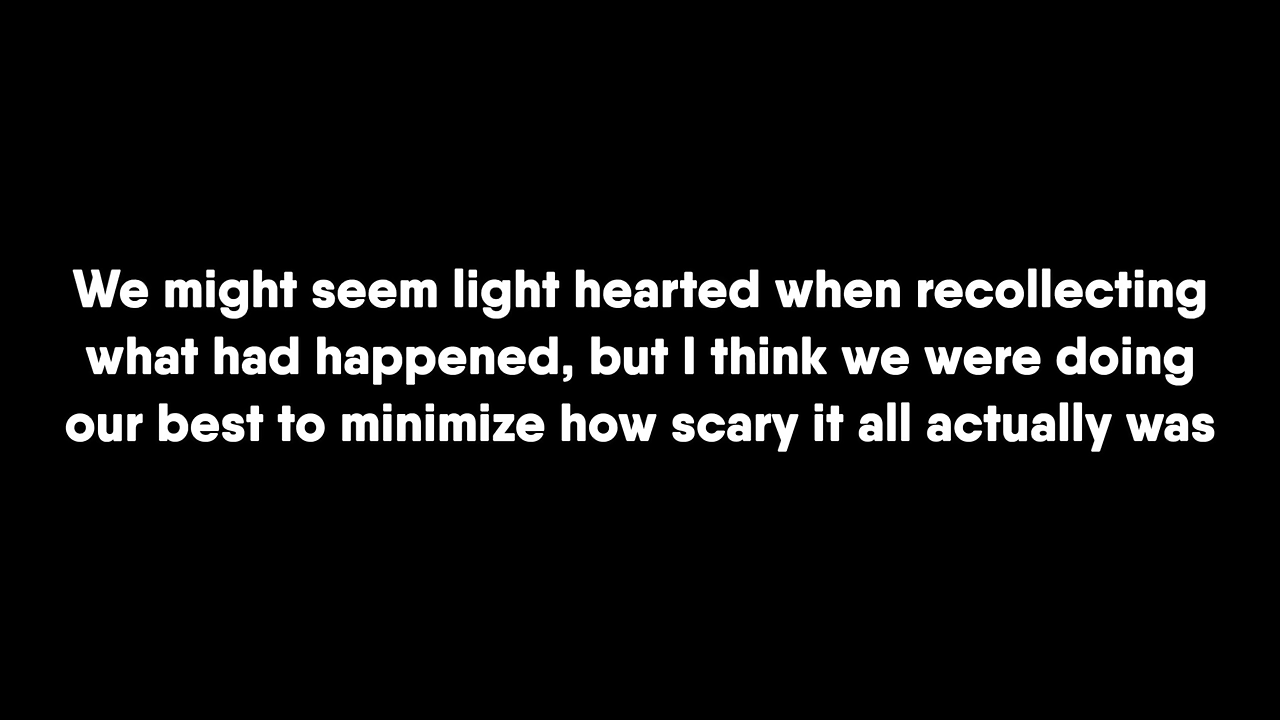 We might seem light hearted when recollecting
what had happened, but I think we were doing
our best to minimize how scary it all actually was